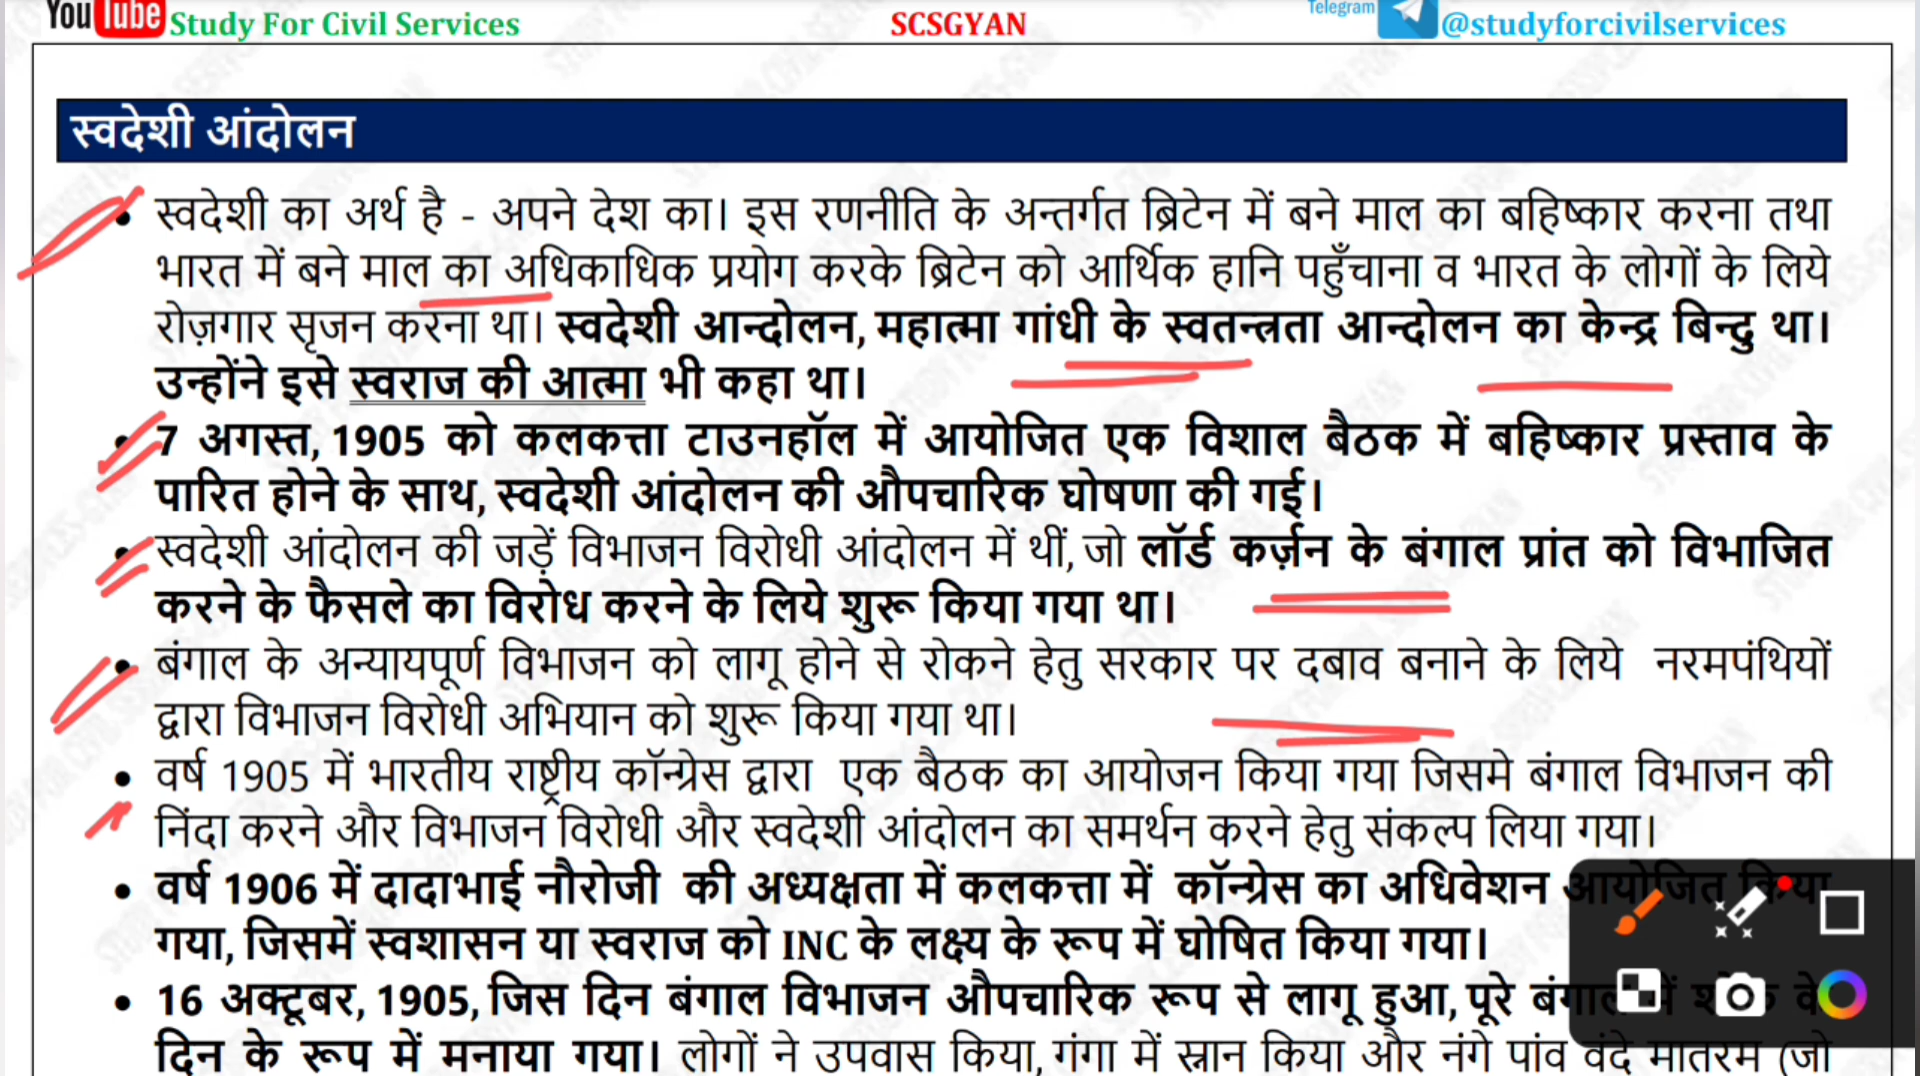 YouTube Study For Civil Services
SCSGYAN
Telegram @studyforcivilservices
स्वदेशी आंदोलन
• स्वदेशी का अर्थ है - अपने देश का। इस रणनीति के अन्तर्गत ब्रिटेन में बने माल का बहिष्कार करना तथा
भारत में बने माल का अधिकाधिक प्रयोग करके ब्रिटेन को आर्थिक हानि पहुँचाना व भारत के लोगों के लिये
रोज़गार सृजन करना था। स्वदेशी आन्दोलन, महात्मा गांधी के स्वतन्त्रता आन्दोलन का केन्द्र बिन्दु था।
उन्होंने इसे स्वराज की आत्मा भी कहा था।
• 7 अगस्त, 1905 को कलकत्ता टाउनहॉल में आयोजित एक विशाल बैठक में बहिष्कार प्रस्ताव के
पारित होने के साथ, स्वदेशी आंदोलन की औपचारिक घोषणा की गई।
• स्वदेशी आंदोलन की जड़ें विभाजन विरोधी आंदोलन में थीं, जो लॉर्ड कर्ज़न के बंगाल प्रांत को विभाजित
करने के फैसले का विरोध करने के लिये शुरू किया गया था।
• बंगाल के अन्यायपूर्ण विभाजन को लागू होने से रोकने हेतु सरकार पर दबाव बनाने के लिये नरमपंथियों
द्वारा विभाजन विरोधी अभियान को शुरू किया गया था।
• वर्ष 1905 में भारतीय राष्ट्रीय कॉन्ग्रेस द्वारा एक बैठक का आयोजन किया गया जिसमे बंगाल विभाजन की
निंदा करने और विभाजन विरोधी और स्वदेशी आंदोलन का समर्थन करने हेतु संकल्प लिया गया।
• वर्ष 1906 में दादाभाई नौरोजी की अध्यक्षता में कलकत्ता में कॉन्ग्रेस का अधिवेशन आयोजित किया
गया, जिसमें स्वशासन या स्वराज को INC के लक्ष्य के रूप में घोषित किया गया।
• 16 अक्टूबर, 1905, जिस दिन बंगाल विभाजन औपचारिक रूप से लागू हुआ, पूरे बंगाल में के
दिन के रूप में मनाया गया। लोगों ने उपवास किया, गंगा में स्नान किया और नंगे पांव वंदे मातरम (जो